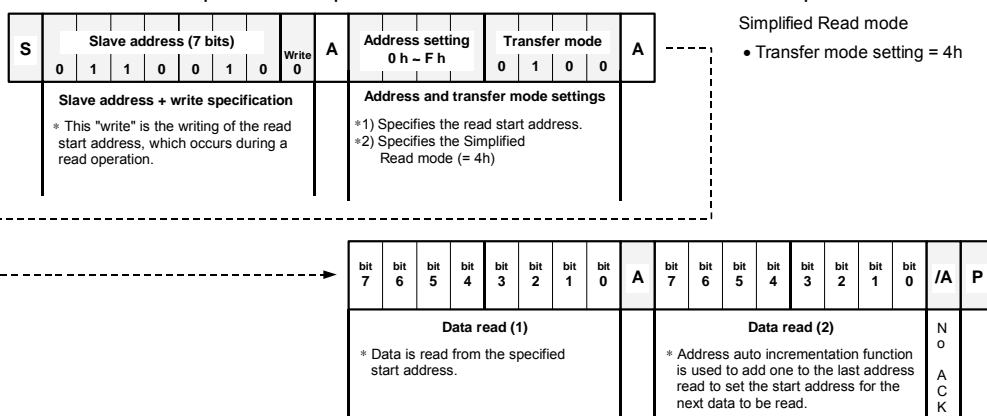 Simplified Read mode
• Transfer mode setting = 4h
S
Slave address (7 bits)
Write
A
Address setting
0 h ~ F h
Transfer mode
A
0 1 1 0 0 1 0 0
0 1 0 0
Slave address + write specification
* This "write" is the writing of the read
start address, which occurs during a
read operation.
Address and transfer mode settings
*1) Specifies the read start address.
*2) Specifies the Simplified
Read mode (= 4h)
bit 7 bit 6 bit 5 bit 4 bit 3 bit 2 bit 1 bit 0 A bit 7 bit 6 bit 5 bit 4 bit 3 bit 2 bit 1 bit 0 /A P
Data read (1)
* Data is read from the specified
start address.
Data read (2)
* Address auto incrementation function
is used to add one to the last address
read to set the start address for the
next data to be read.
No ACK